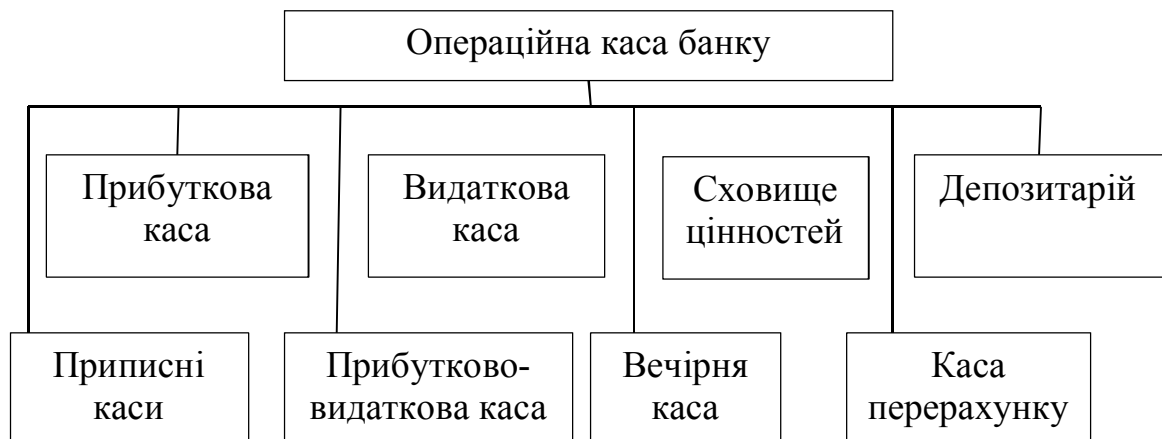 Операційна каса банку
Прибуткова
каса
Видаткова
каса
Сховище
цінностей
Депозитарій
Приписні
каси
Прибутково-
видаткова каса
Вечірня
каса
Каса
перерахунку